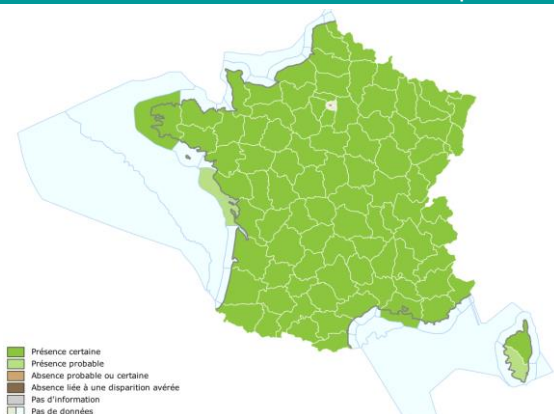 Présence certaine
Présence probable
Absence probable ou certaine
Absence liée à une disparition avérée
Pas d'information
Pas de données